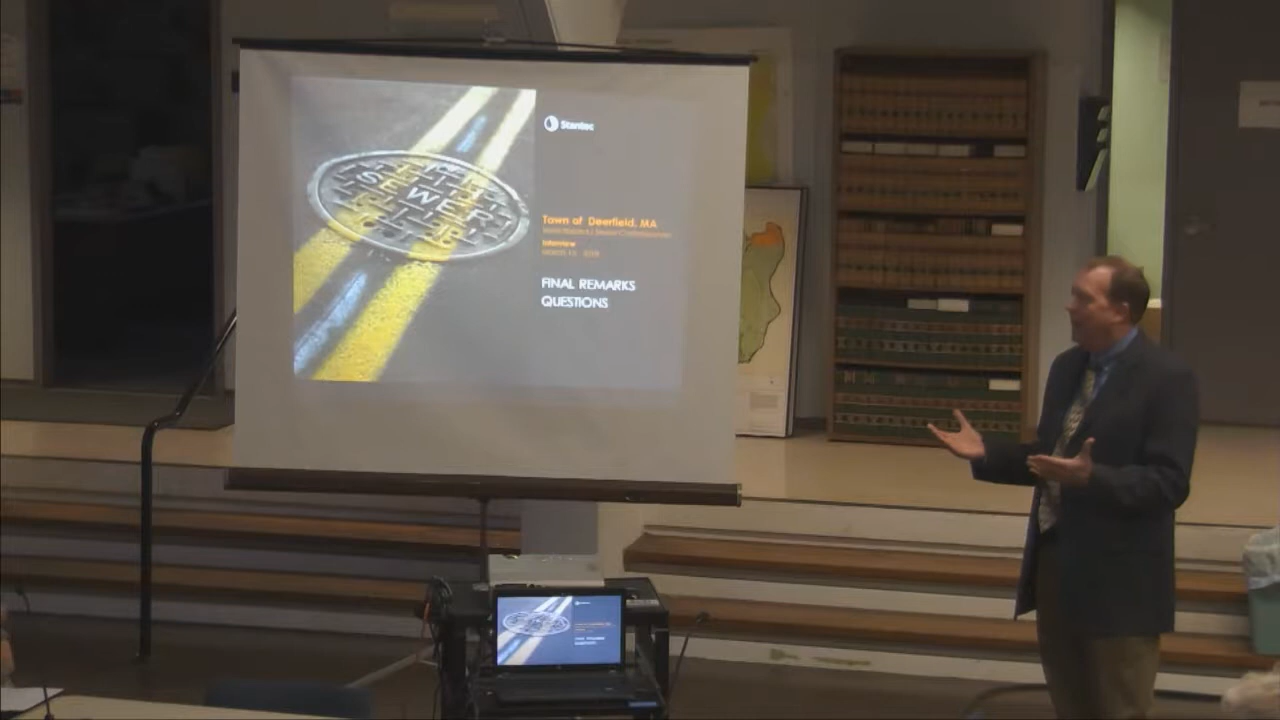 SEWER
Stantec
Town of Deerfield, MA
Interview
FINAL REMARKS
QUESTIONS